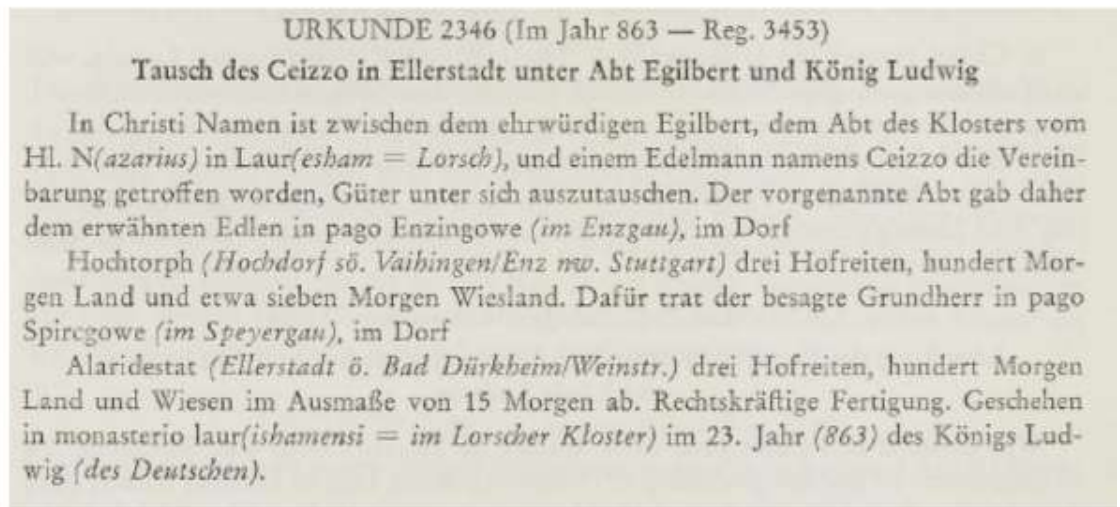 URKUNDE 2346 (Im Jahr 863 — Reg. 3453)
Tausch des Ceizzo in Ellerstadt unter Abt Egilbert und König Ludwig
In Christi Namen ist zwischen dem ehrwürdigen Egilbert, dem Abt des Klosters vom
Hl. N(azarius) in Laur(esham = Lorsch), und einem Edelmann namens Ceizzo die Verein-
barung getroffen worden, Güter unter sich auszutauschen. Der vorgenannte Abt gab daher
dem erwähnten Edlen in pago Enzingowe (im Enzgau), im Dorf
Hochtorph (Hochdorf sö. Vaihingen/Enz nw. Stuttgart) drei Hofreiten, hundert Mor-
gen Land und etwa sieben Morgen Wiesland. Dafür trat der besagte Grundherr in pago
Spiregowe (im Speyergau), im Dorf
Alaridestat (Ellerstadt ö. Bad Dürkheim/Weinstr.) drei Hofreiten, hundert Morgen
Land und Wiesen im Ausmaße von 15 Morgen ab. Rechtskräftige Fertigung. Geschehen
in monasterio laur(ishamensi = im Lorscher Kloster) im 23. Jahr (863) des Königs Lud-
wig (des Deutschen).